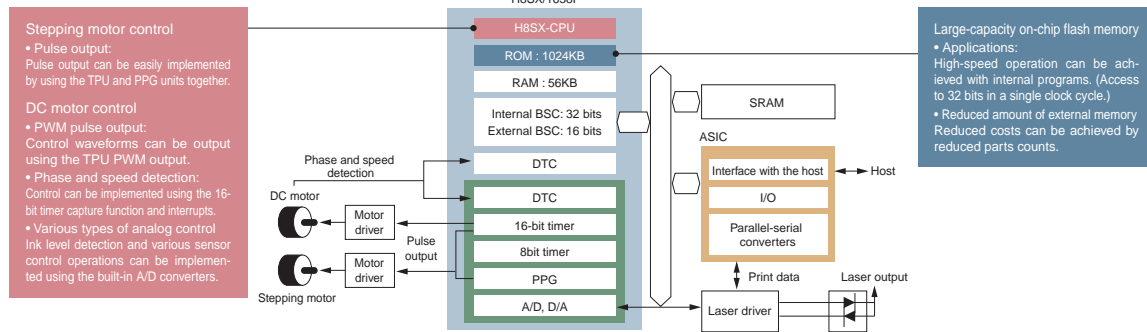 Stepping motor control
• Pulse output:
Pulse output can be easily implemented
by using the TPU and PPG units together.
DC motor control
• PWM pulse output:
Control waveforms can be output
using the TPU PWM output.
• Phase and speed detection:
Control can be implemented using the 16-
bit timer capture function and interrupts.
• Various types of analog control
Ink level detection and various sensor
control operations can be implemen-
ted using the built-in A/D converters.
H8SX-CPU
ROM : 1024KB
RAM : 56KB
Internal BSC: 32 bits
External BSC: 16 bits
DTC
DTC
16-bit timer
8bit timer
PPG
A/D, D/A
Phase and speed
detection
DC motor
Motor
driver
Pulse
output
Motor
driver
Stepping motor
SRAM
ASIC
Interface with the host
Host
I/O
Parallel-serial
converters
Print data
Laser output
Laser driver
Large-capacity on-chip flash memory
• Applications:
High-speed operation can be ach-
ieved with internal programs. (Access
to 32 bits in a single clock cycle.)
• Reduced amount of external memory
Reduced costs can be achieved by
reduced parts counts.